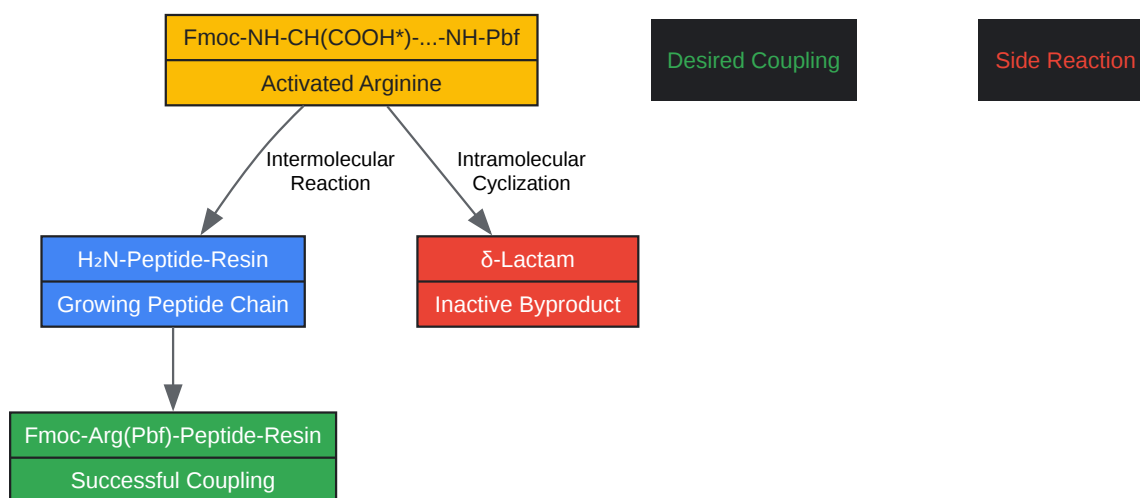 Fmoc-NH-CH(COOH*)-...-NH-Pbf
Activated Arginine
Desired Coupling
Side Reaction
Intermolecular
Reaction
Intramolecular
Cyclization
H₂N-Peptide-Resin
Growing Peptide Chain
δ-Lactam
Inactive Byproduct
Fmoc-Arg(Pbf)-Peptide-Resin
Successful Coupling